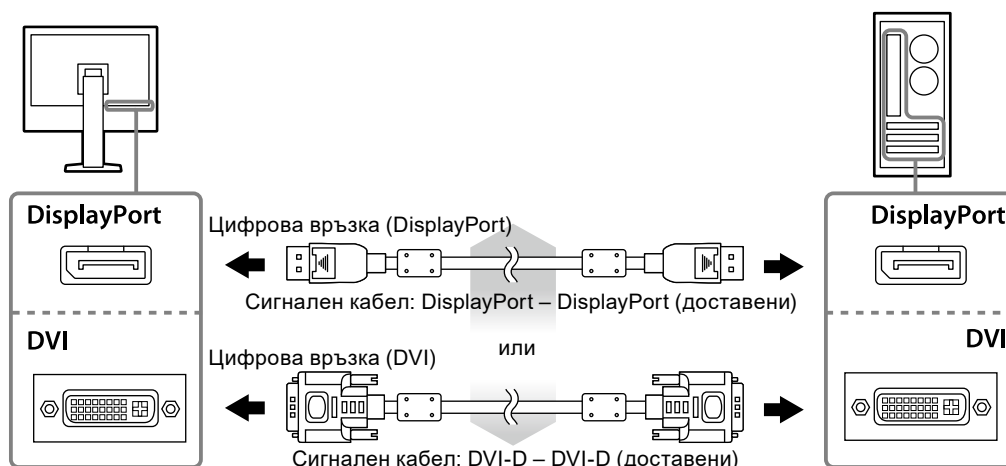 DisplayPort
DisplayPort
Цифрова връзка (DisplayPort)
Сигнален кабел: DisplayPort – DisplayPort (доставени)
DVI
или
DVI
Цифрова връзка (DVI)
Сигнален кабел: DVI-D – DVI-D (доставени)